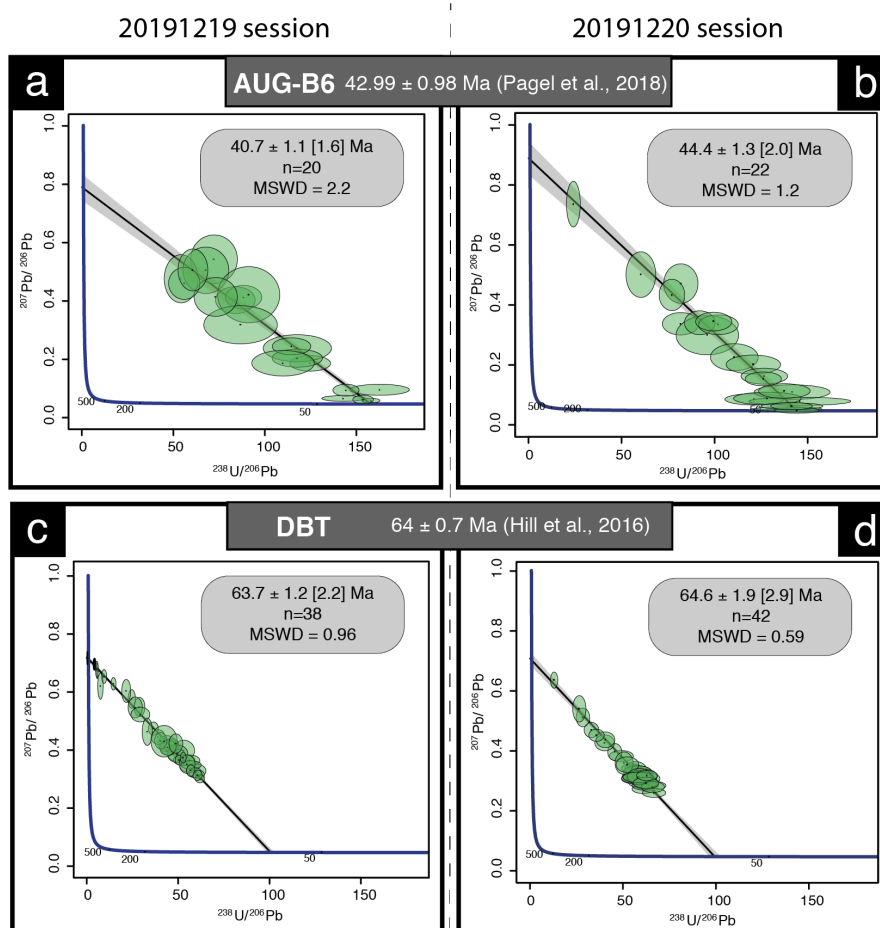 20191219 session
20191220 session
a
AUG-B6 42.99 ± 0.98 Ma (Pagel et al., 2018)
b
40.7 ± 1.1 [1.6] Ma
n=20
MSWD = 2.2
1.0
0.8
0.6
0.4
0.2
0.0
207Pb/ 206Pb
500
200
50
0
50
100
150
238U/206Pb
44.4 ± 1.3 [2.0] Ma
n=22
MSWD = 1.2
1.0
0.8
0.6
0.4
0.2
0.0
207Pb/ 206Pb
500
200
50
0
50
100
150
238U/206Pb
c
DBT 64 ± 0.7 Ma (Hill et al., 2016)
d
63.7 ± 1.2 [2.2] Ma
n=38
MSWD = 0.96
1.0
0.8
0.6
0.4
0.2
0.0
207Pb/ 206Pb
500
200
50
0
50
100
150
238U/206Pb
64.6 ± 1.9 [2.9] Ma
n=42
MSWD = 0.59
1.0
0.8
0.6
0.4
0.2
0.0
207Pb/ 206Pb
500
200
50
0
50
100
150
238U/206Pb